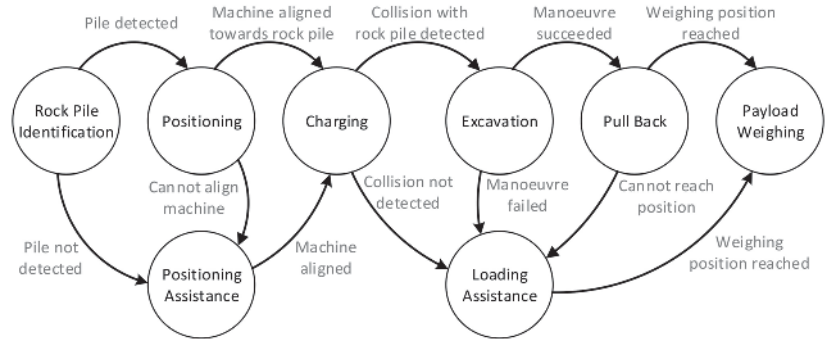 Pile detected
Machine aligned
towards rock pile
Collision with
rock pile detected
Manoeuvre
succeeded
Weighing position
reached
Rock Pile
Identification
Positioning
Charging
Excavation
Pull Back
Payload
Weighing
Cannot align
machine
Collision not
detected
Manoeuvre
failed
Cannot reach
position
Pile not
detected
Machine
aligned
Weighing
position reached
Positioning
Assistance
Loading
Assistance